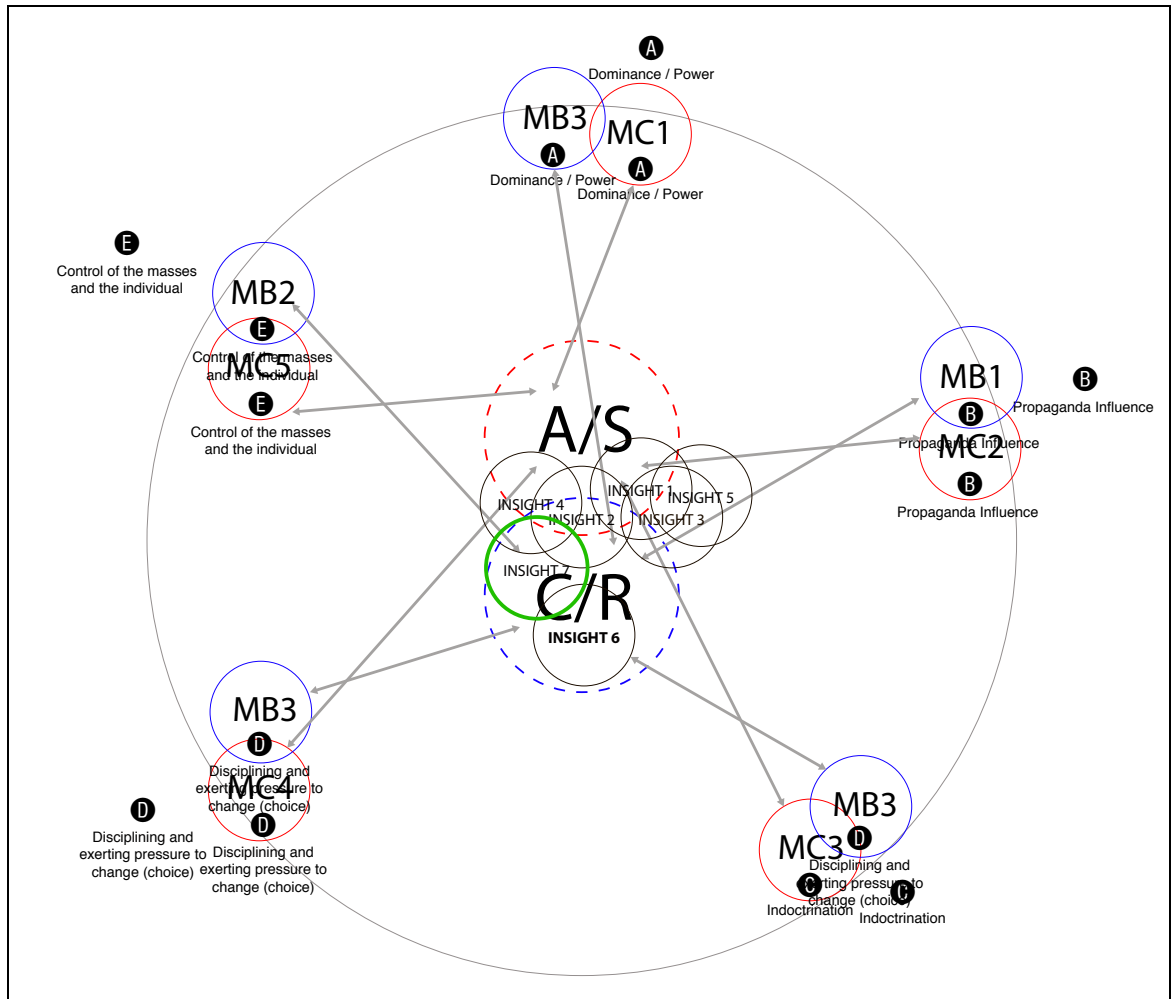 A
Dominance / Power
MB3
A
Dominance / Power
MC1
A
Dominance / Power
E
Control of the masses
and the individual
MB2
E
Control of the masses
and the individual
MC5
E
Control of the masses
and the individual
MB1
B
Propaganda Influence
B
Propaganda Influence
MC2
B
Propaganda Influence
A/S
INSIGHT 1
INSIGHT 5
INSIGHT 4
INSIGHT 2
INSIGHT 3
INSIGHT 7
C/R
INSIGHT 6
MB3
D
Disciplining and
exerting pressure to
change (choice)
MC4
D
Disciplining and
exerting pressure to
change (choice)
D
Disciplining and
exerting pressure to
change (choice)
MB3
D
Disciplining and
exerting pressure to
change (choice)
MC3
C
Indoctrination
C
Indoctrination